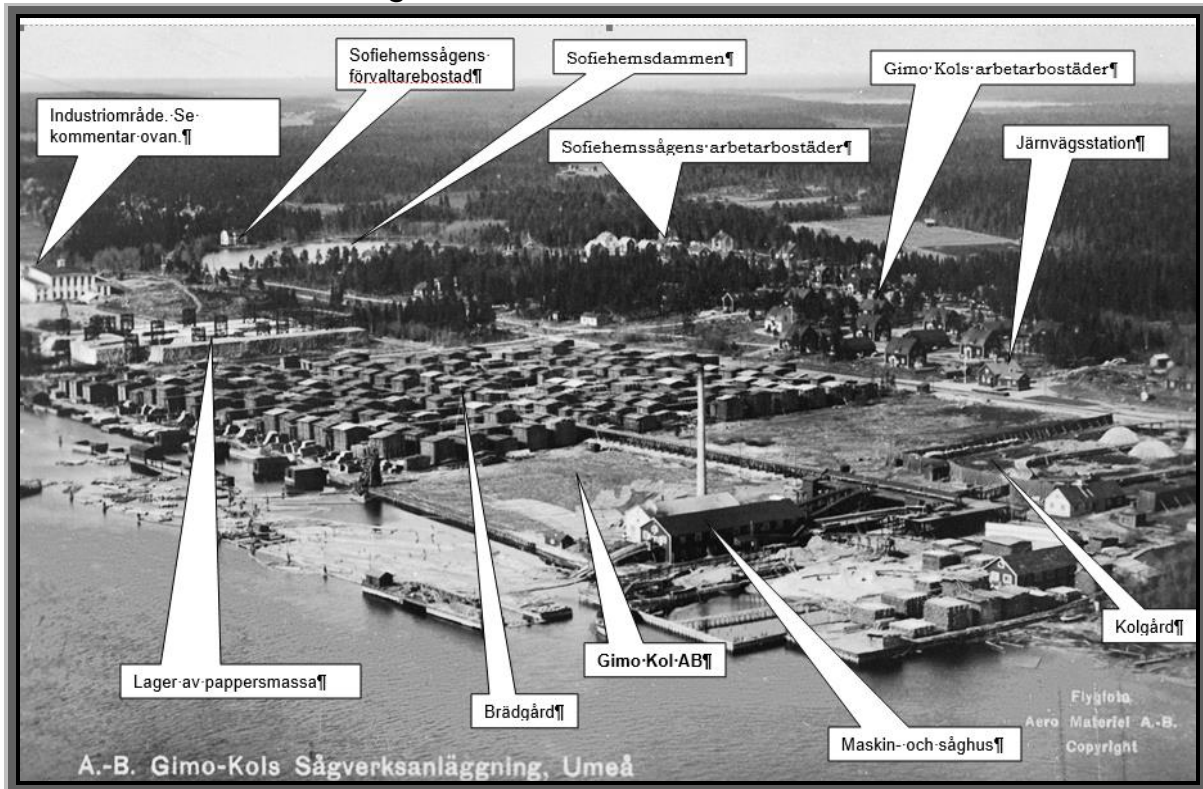 Sofiehemssågens·
förvaltarebostad¶
Sofiehemsdammen¶
Gimo·Kols·arbetarbostäder¶
Industriområde.·Se·
kommentar·ovan.¶
Sofiehemssågens·arbetarbostäder¶
Järnvägsstation¶
Kolgård¶
Gimo·Kol·AB¶
Lager·av·pappersmassa¶
Brädgård¶
Maskin-·och·såghus¶
Flygfoto
Aero Materiel A.-B.
Copyright
A.-B. Gimo-Kols Sågverksanläggning, Umeå